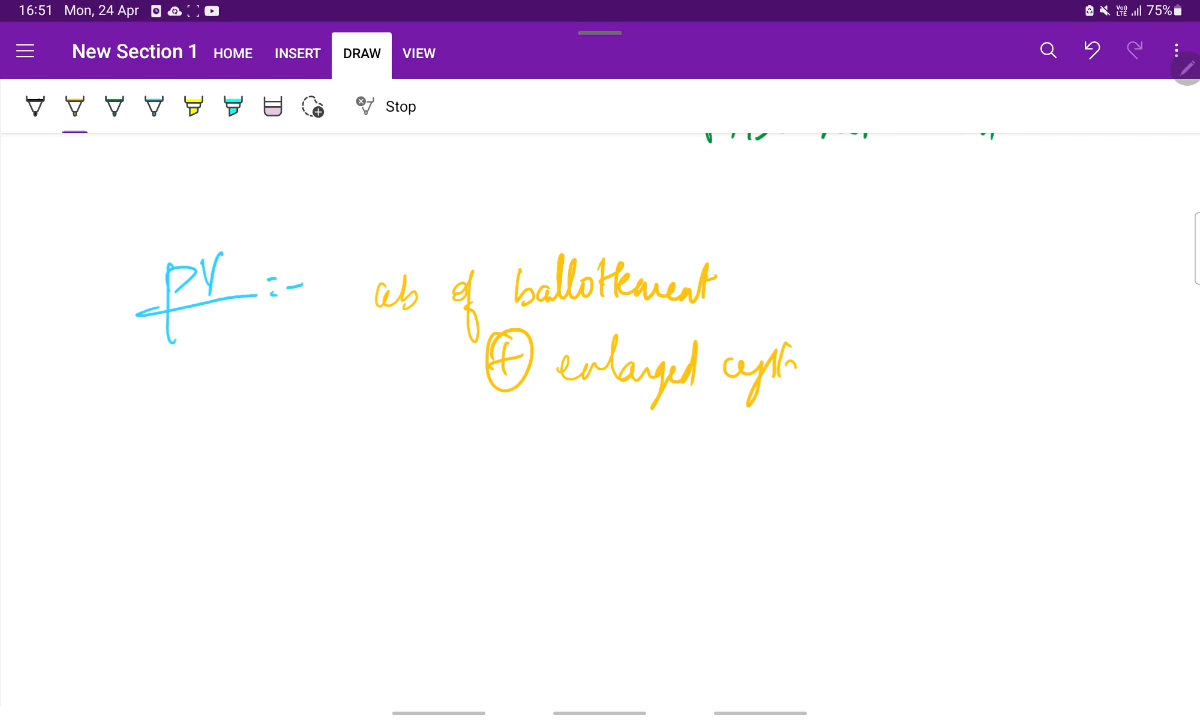 16:51 Mon, 24 Apr 75%
New Section 1 HOME INSERT DRAW VIEW
Stop
PV :- ab of ballottement
+ enlarged cystic